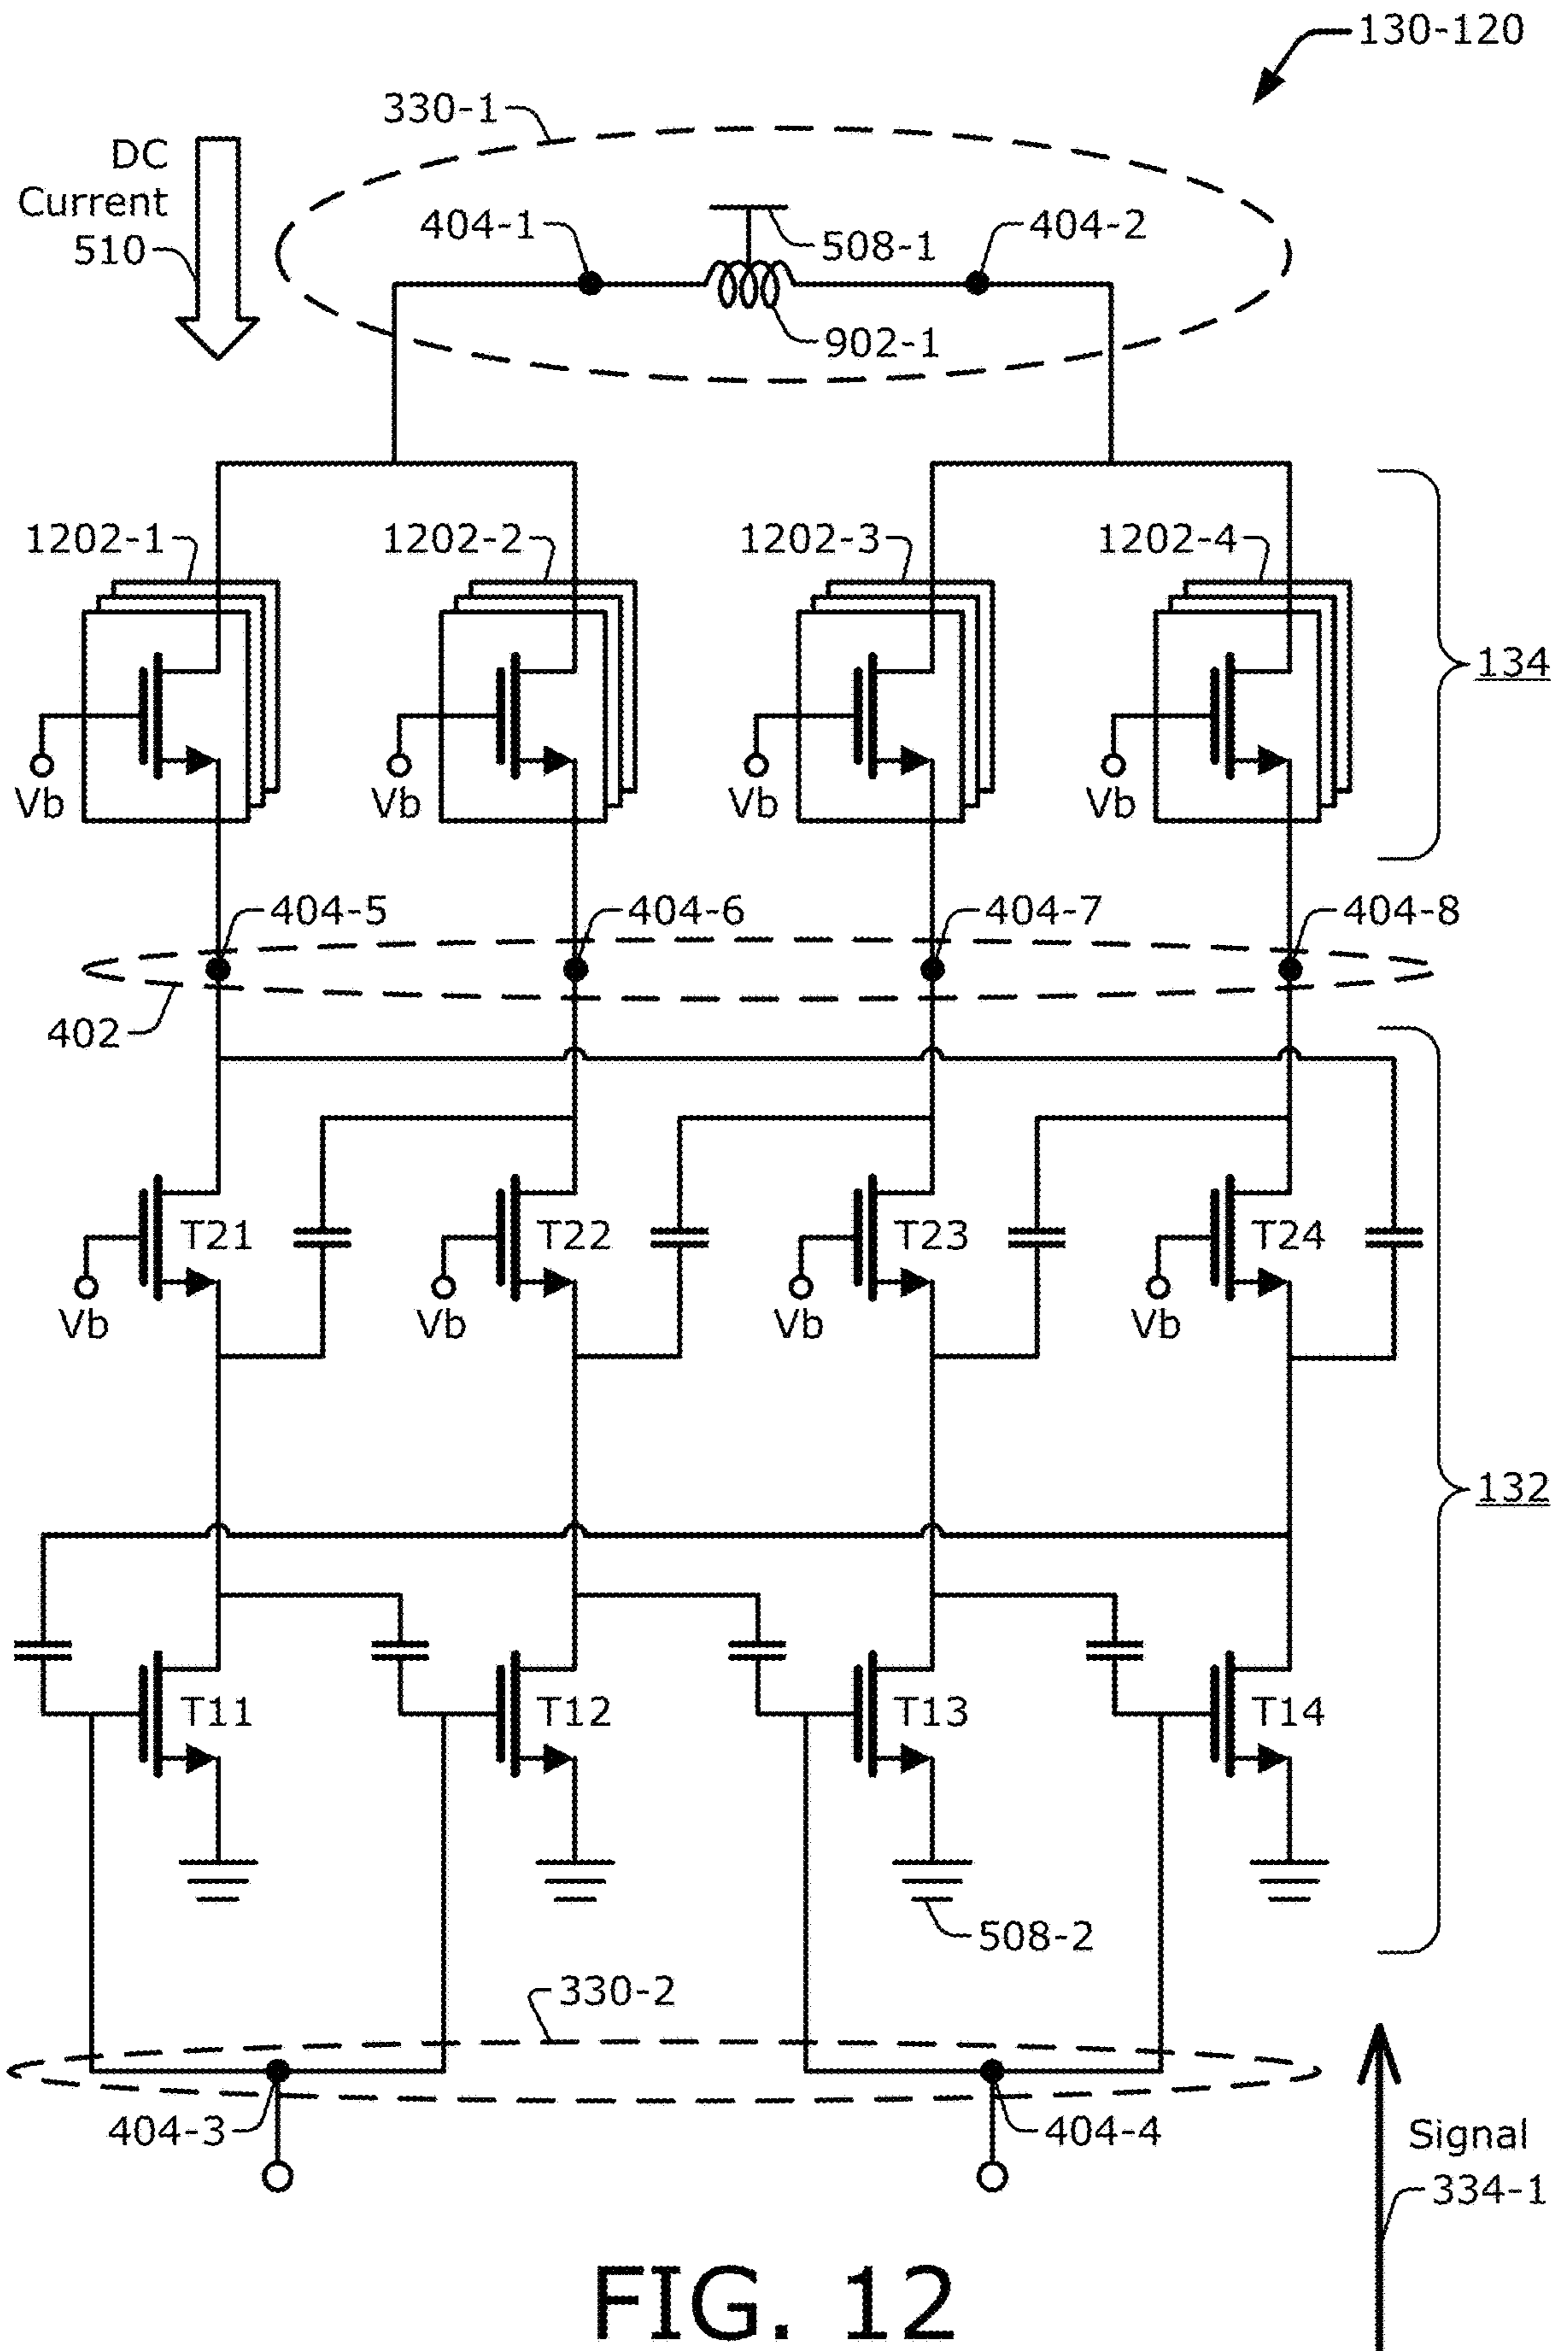 130-120
330-1
DC
Current
510
404-1
508-1
404-2
902-1
1202-1
1202-2
1202-3
1202-4
134
Vb
Vb
Vb
Vb
404-5
404-6
404-7
404-8
402
T21
T22
T23
T24
Vb
Vb
Vb
Vb
132
T11
T12
T13
T14
508-2
330-2
404-3
404-4
Signal
334-1
FIG. 12